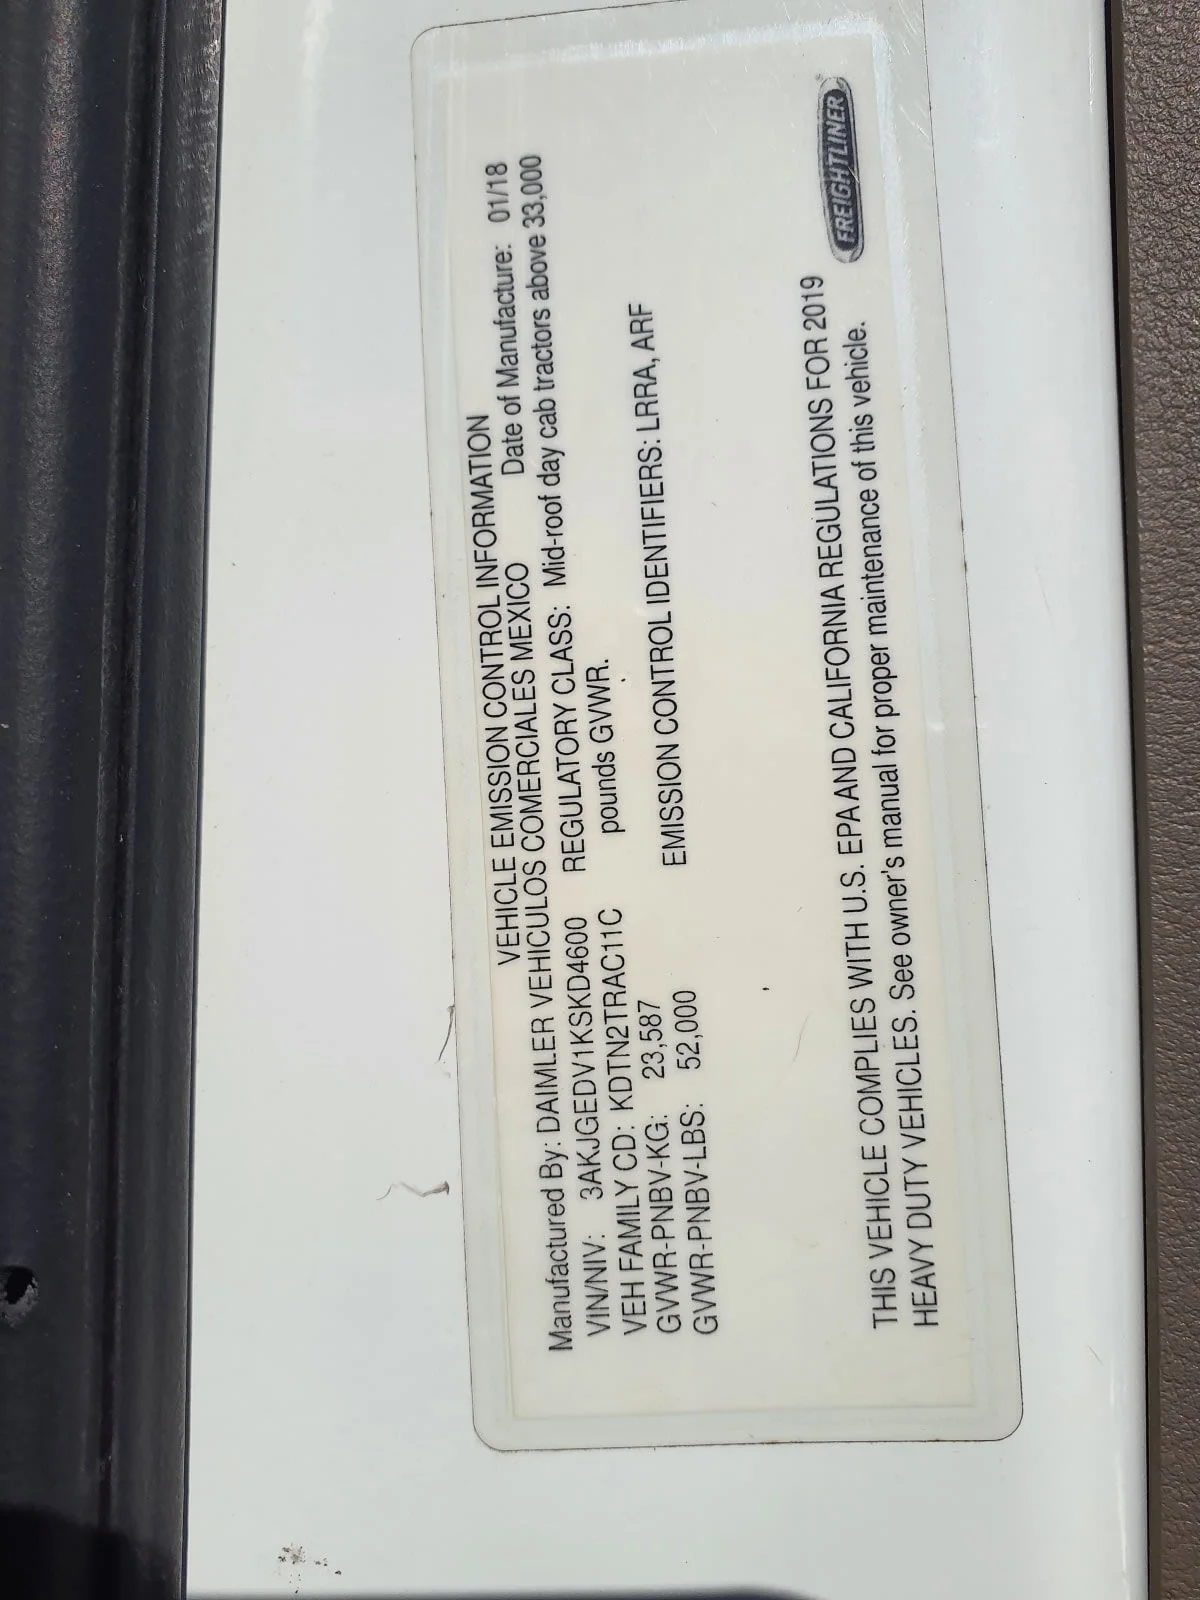 VEHICLE EMISSION CONTROL INFORMATION
Manufactured By: DAIMLER VEHICULOS COMERCIALES MEXICO Date of Manufacture: 01/18
VIN/NIV: 3AKJGEDV1KSKD4600 REGULATORY CLASS: Mid-roof day cab tractors above 33,000
VEH FAMILY CD: KDTN2TRAC11C pounds GVWR.
GVWR-PNBV-KG: 23,587
GVWR-PNBV-LBS: 52,000 EMISSION CONTROL IDENTIFIERS: LRRA, ARF
THIS VEHICLE COMPLIES WITH U.S. EPA AND CALIFORNIA REGULATIONS FOR 2019
HEAVY DUTY VEHICLES. See owner's manual for proper maintenance of this vehicle.
FREIGHTLINER